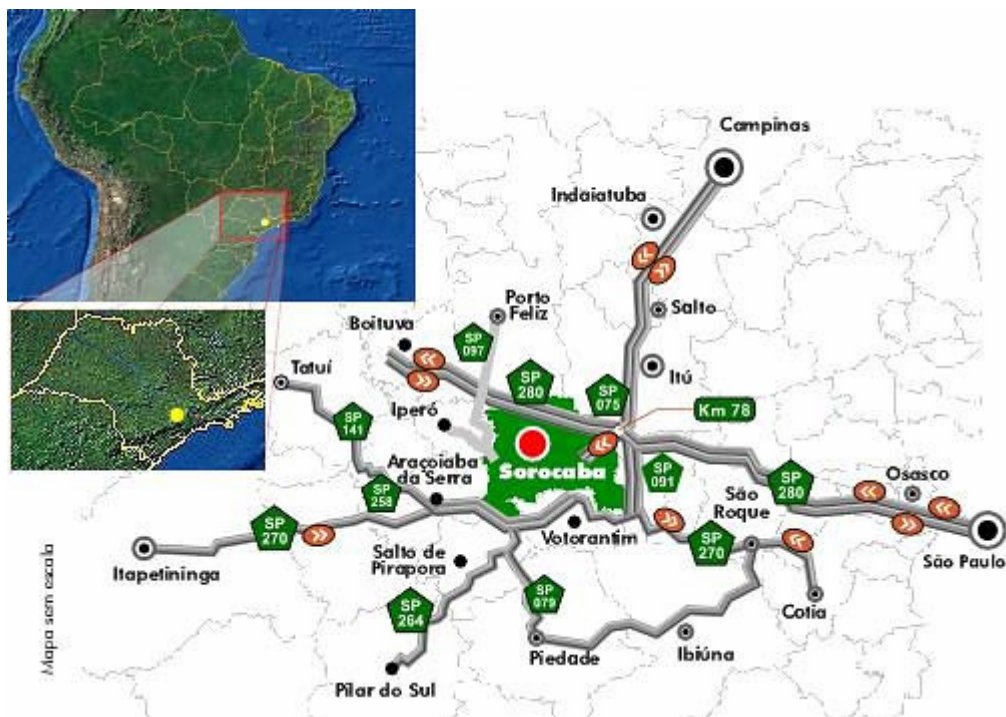 Campinas
Indaiatuba
Salto
Porto
Feliz
Boituva
SP
097
Tatuí
SP
280
SP
075
Itú
Km 78
Iperó
SP
141
Sorocaba
Araçoiaba
da Serra
SP
091
SP
280
Osasco
SP
258
São
Roque
SP
270
Votorantim
SP
270
São Paulo
Itapetininga
Salto de
Pirapora
SP
079
SP
264
Cotia
Piedade
Ibiúna
Pilar do Sul
Mapa sem escala